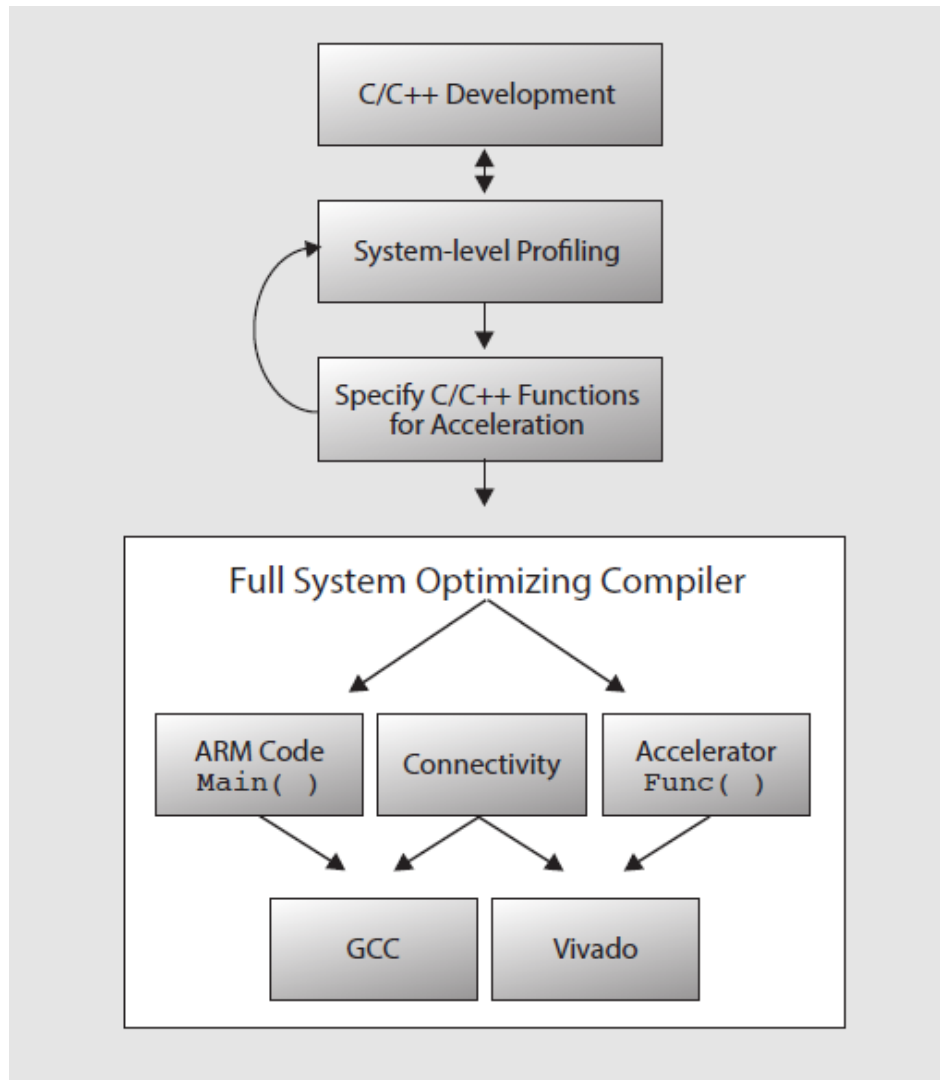 C/C++ Development
System-level Profiling
Specify C/C++ Functions
for Acceleration
Full System Optimizing Compiler
ARM Code
Main( )
Connectivity
Accelerator
Func( )
GCC
Vivado